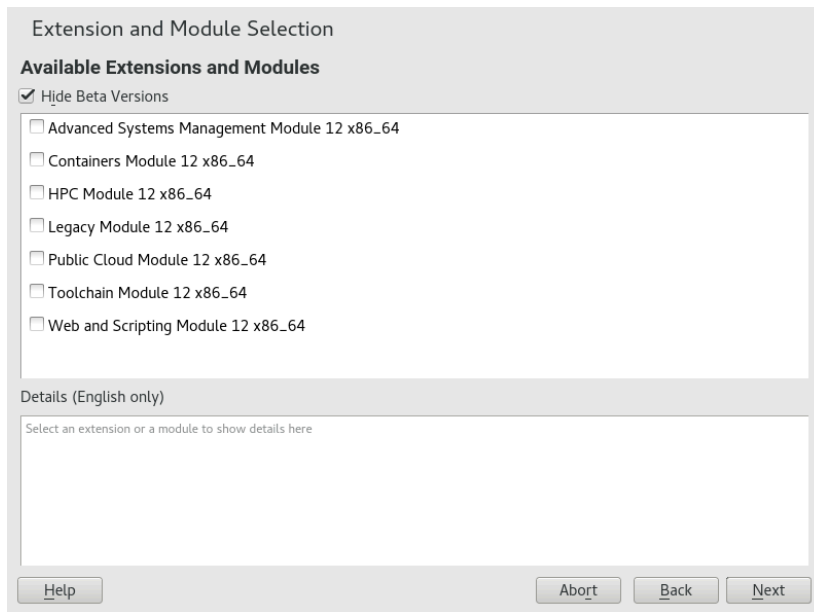 Extension and Module Selection
Available Extensions and Modules
Hide Beta Versions
Advanced Systems Management Module 12 x86_64
Containers Module 12 x86_64
HPC Module 12 x86_64
Legacy Module 12 x86_64
Public Cloud Module 12 x86_64
Toolchain Module 12 x86_64
Web and Scripting Module 12 x86_64
Details (English only)
Select an extension or a module to show details here
Help Abort Back Next